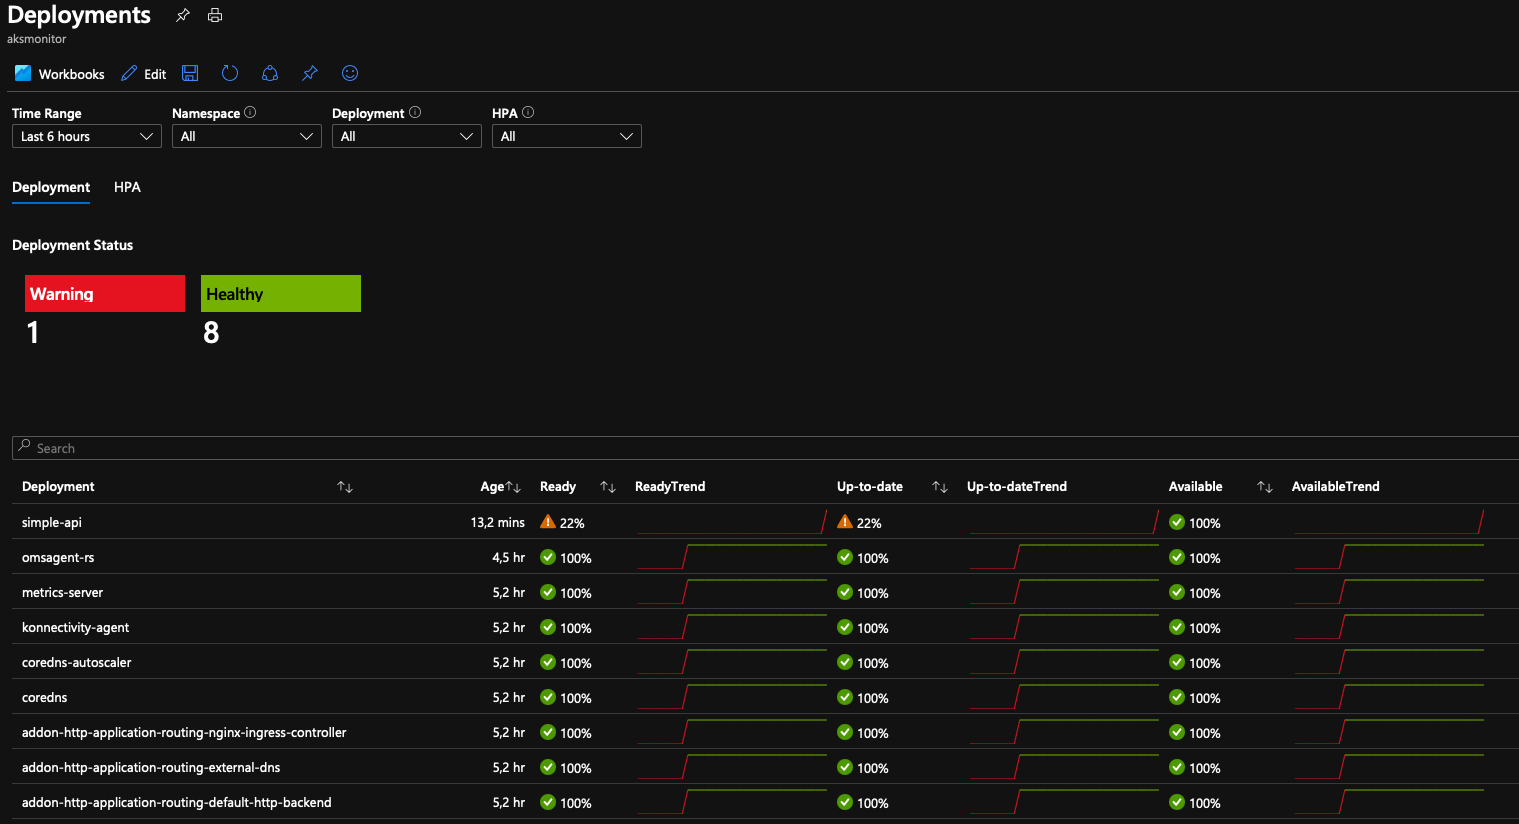 Deployments
aksmonitor
Workbooks Edit
Time Range Namespace Deployment HPA
Last 6 hours All All All
Deployment HPA
Deployment Status
Warning Healthy
1 8
Search
Deployment Age Ready ReadyTrend Up-to-date Up-to-dateTrend Available AvailableTrend
simple-api 13,2 mins 22% 22% 100%
omsagent-rs 4,5 hr 100% 100% 100%
metrics-server 5,2 hr 100% 100% 100%
konnectivity-agent 5,2 hr 100% 100% 100%
coredns-autoscaler 5,2 hr 100% 100% 100%
coredns 5,2 hr 100% 100% 100%
addon-http-application-routing-nginx-ingress-controller 5,2 hr 100% 100% 100%
addon-http-application-routing-external-dns 5,2 hr 100% 100% 100%
addon-http-application-routing-default-http-backend 5,2 hr 100% 100% 100%